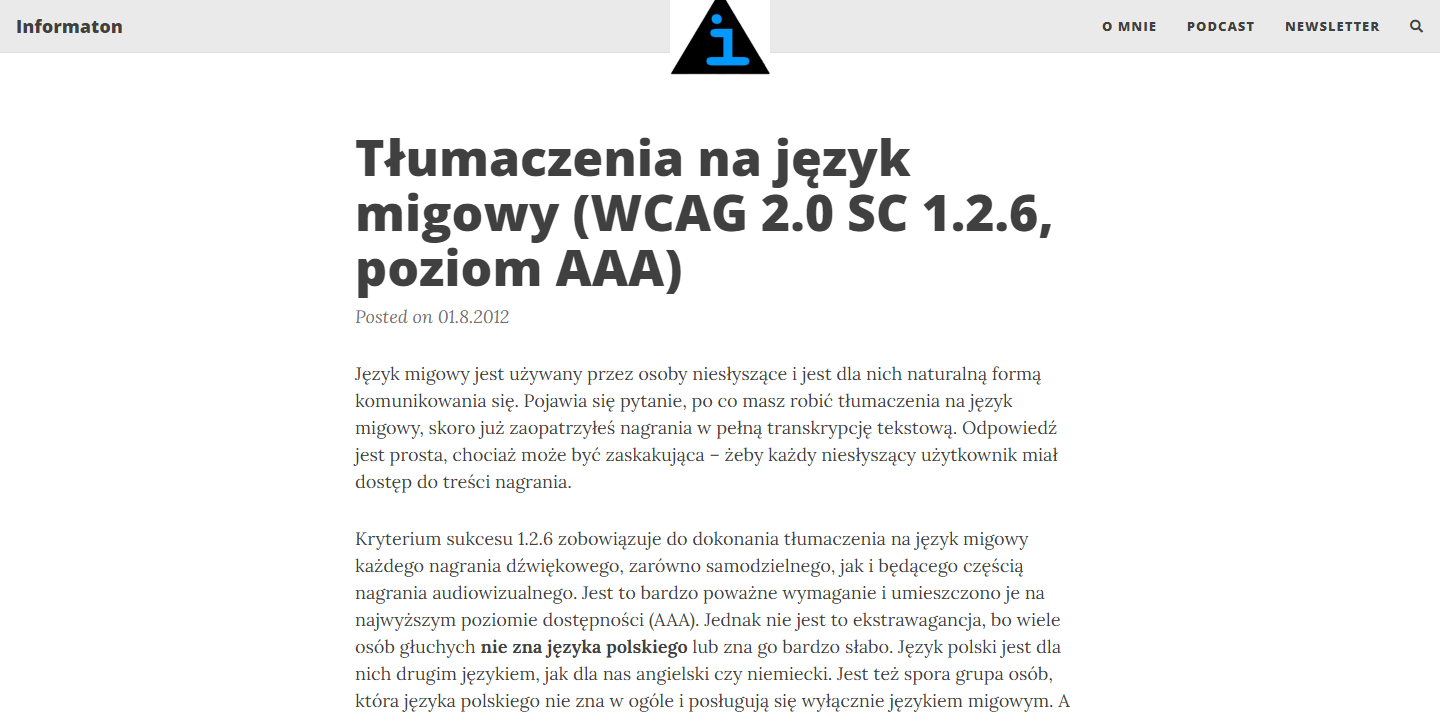 Informaton
i
O MNIE
PODCAST
NEWSLETTER
Tłumaczenia na język
migowy (WCAG 2.0 SC 1.2.6,
poziom AAA)
Posted on 01.8.2012
Język migowy jest używany przez osoby niesłyszące i jest dla nich naturalną formą
komunikowania się. Pojawia się pytanie, po co masz robić tłumaczenia na język
migowy, skoro już zaopatrzyłeś nagrania w pełną transkrypcję tekstową. Odpowiedź
jest prosta, chociaż może być zaskakująca – żeby każdy niesłyszący użytkownik miał
dostęp do treści nagrania.
Kryterium sukcesu 1.2.6 zobowiązuje do dokonania tłumaczenia na język migowy
każdego nagrania dźwiękowego, zarówno samodzielnego, jak i będącego częścią
nagrania audiowizualnego. Jest to bardzo poważne wymaganie i umieszczono je na
najwyższym poziomie dostępności (AAA). Jednak nie jest to ekstrawagancja, bo wiele
osób głuchych nie zna języka polskiego lub zna go bardzo słabo. Język polski jest dla
nich drugim językiem, jak dla nas angielski czy niemiecki. Jest też spora grupa osób,
która języka polskiego nie zna w ogóle i posługują się wyłącznie językiem migowym. A